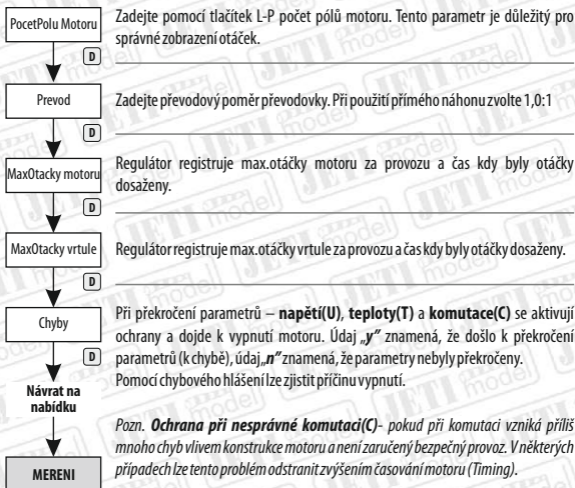 PocetPolu Motoru
Zadejte pomocí tlačítek L-P počet pólů motoru. Tento parametr je důležitý pro
správné zobrazení otáček.
D
Prevod
Zadejte převodový poměr převodovky. Při použití přímého náhonu zvolte 1,0:1
D
MaxOtacky motoru
Regulátor registruje max.otáčky motoru za provozu a čas kdy byly otáčky
dosaženy.
D
MaxOtacky vrtule
Regulátor registruje max.otáčky vrtule za provozu a čas kdy byly otáčky dosaženy.
D
Chyby
Při překročení parametrů – napětí(U), teploty(T) a komutace(C) se aktivují
ochrany a dojde k vypnutí motoru. Údaj „y" znamená, že došlo k překročení
parametrů (k chybě), údaj „n" znamená, že parametry nebyly překročeny.
Pomocí chybového hlášení lze zjistit příčinu vypnutí.
D
Návrat na
nabídku
Pozn. Ochrana při nesprávné komutaci(C)- pokud při komutaci vzniká příliš
mnoho chyb vlivem konstrukce motoru a není zaručený bezpečný provoz. V některých
případech lze tento problém odstranit zvýšením časování motoru (Timing).
MERENI
JETI model